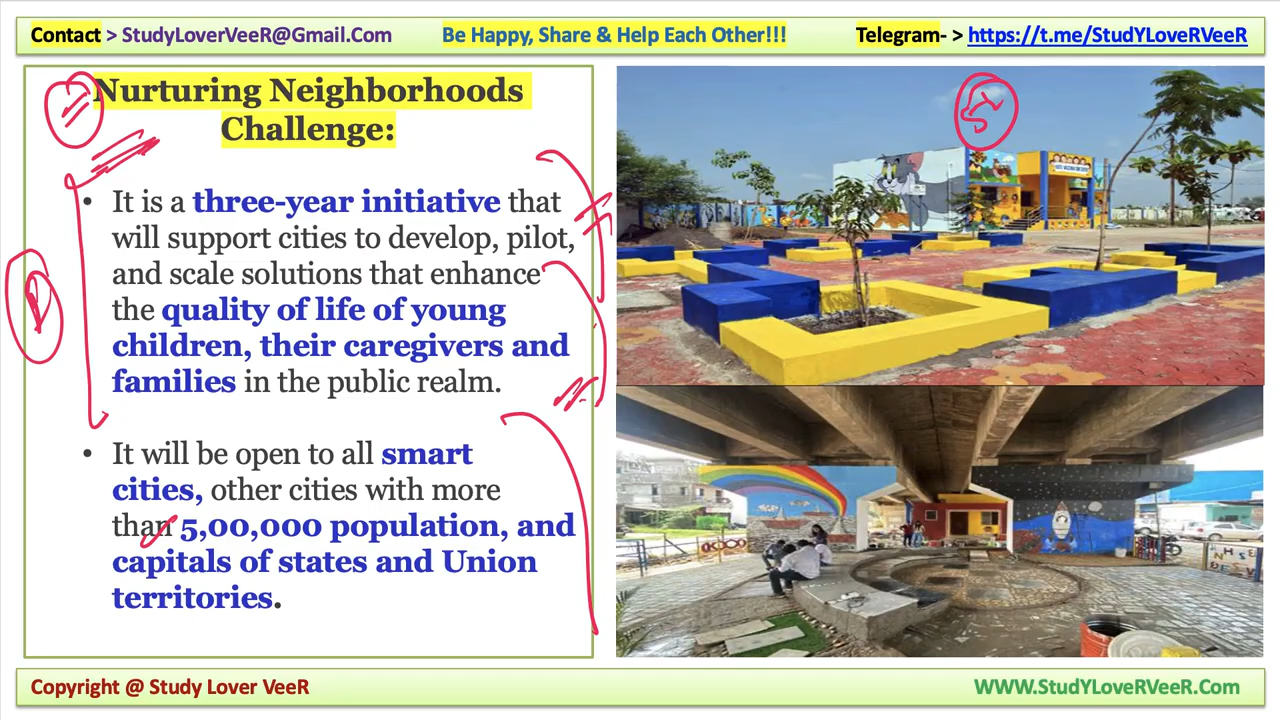 Contact > StudyLoverVeeR@Gmail.Com
Be Happy, Share & Help Each Other!!!
Telegram- > https://t.me/StudYLoveRVeeR
Nurturing Neighborhoods
Challenge:
• It is a three-year initiative that
will support cities to develop, pilot,
and scale solutions that enhance
the quality of life of young
children, their caregivers and
families in the public realm.
• It will be open to all smart
cities, other cities with more
than 5,00,000 population, and
capitals of states and Union
territories.
Copyright @ Study Lover VeeR
WWW.StudYLoveRVeeR.Com